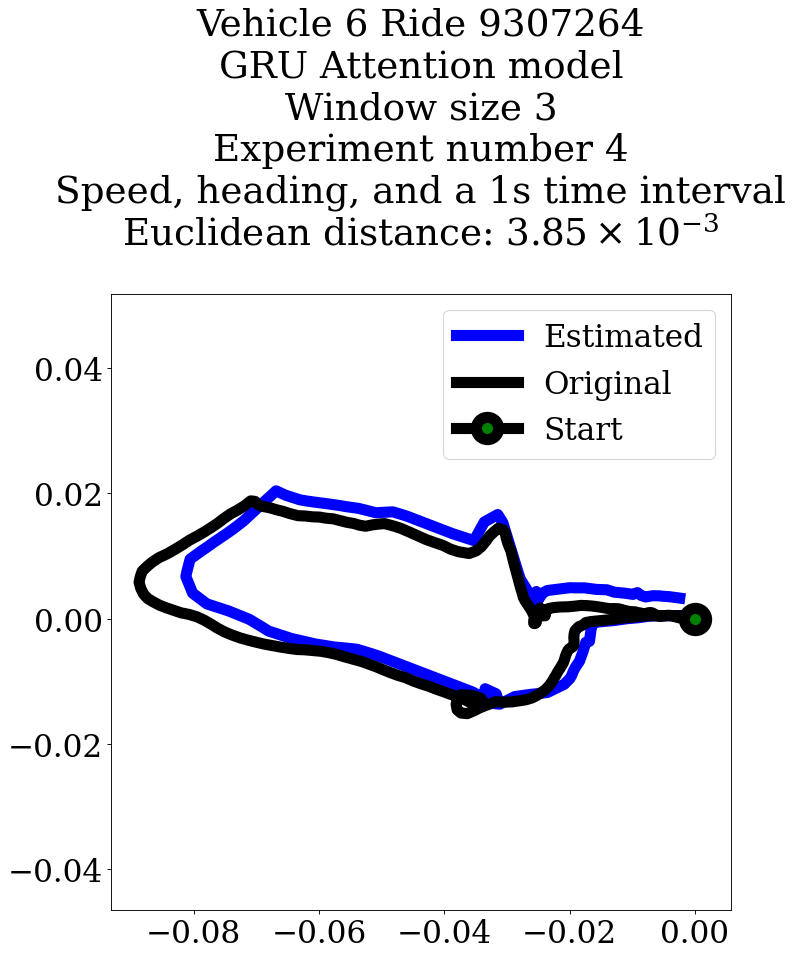 Vehicle 6 Ride 9307264
GRU Attention model
Window size 3
Experiment number 4
Speed, heading, and a 1s time interval
Euclidean distance: 3.85 × 10⁻³
Estimated
Original
Start
0.04
0.02
0.00
−0.02
−0.04
−0.08
−0.06
−0.04
−0.02
0.00